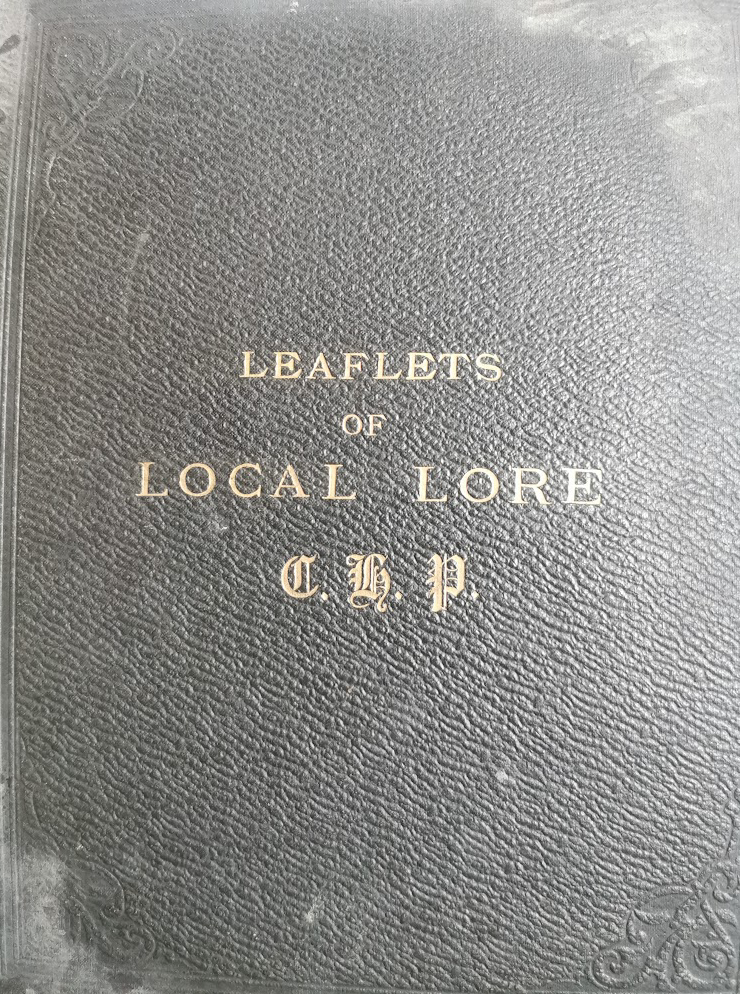 LEAFLETS
OF
LOCAL LORE
C. H. P.